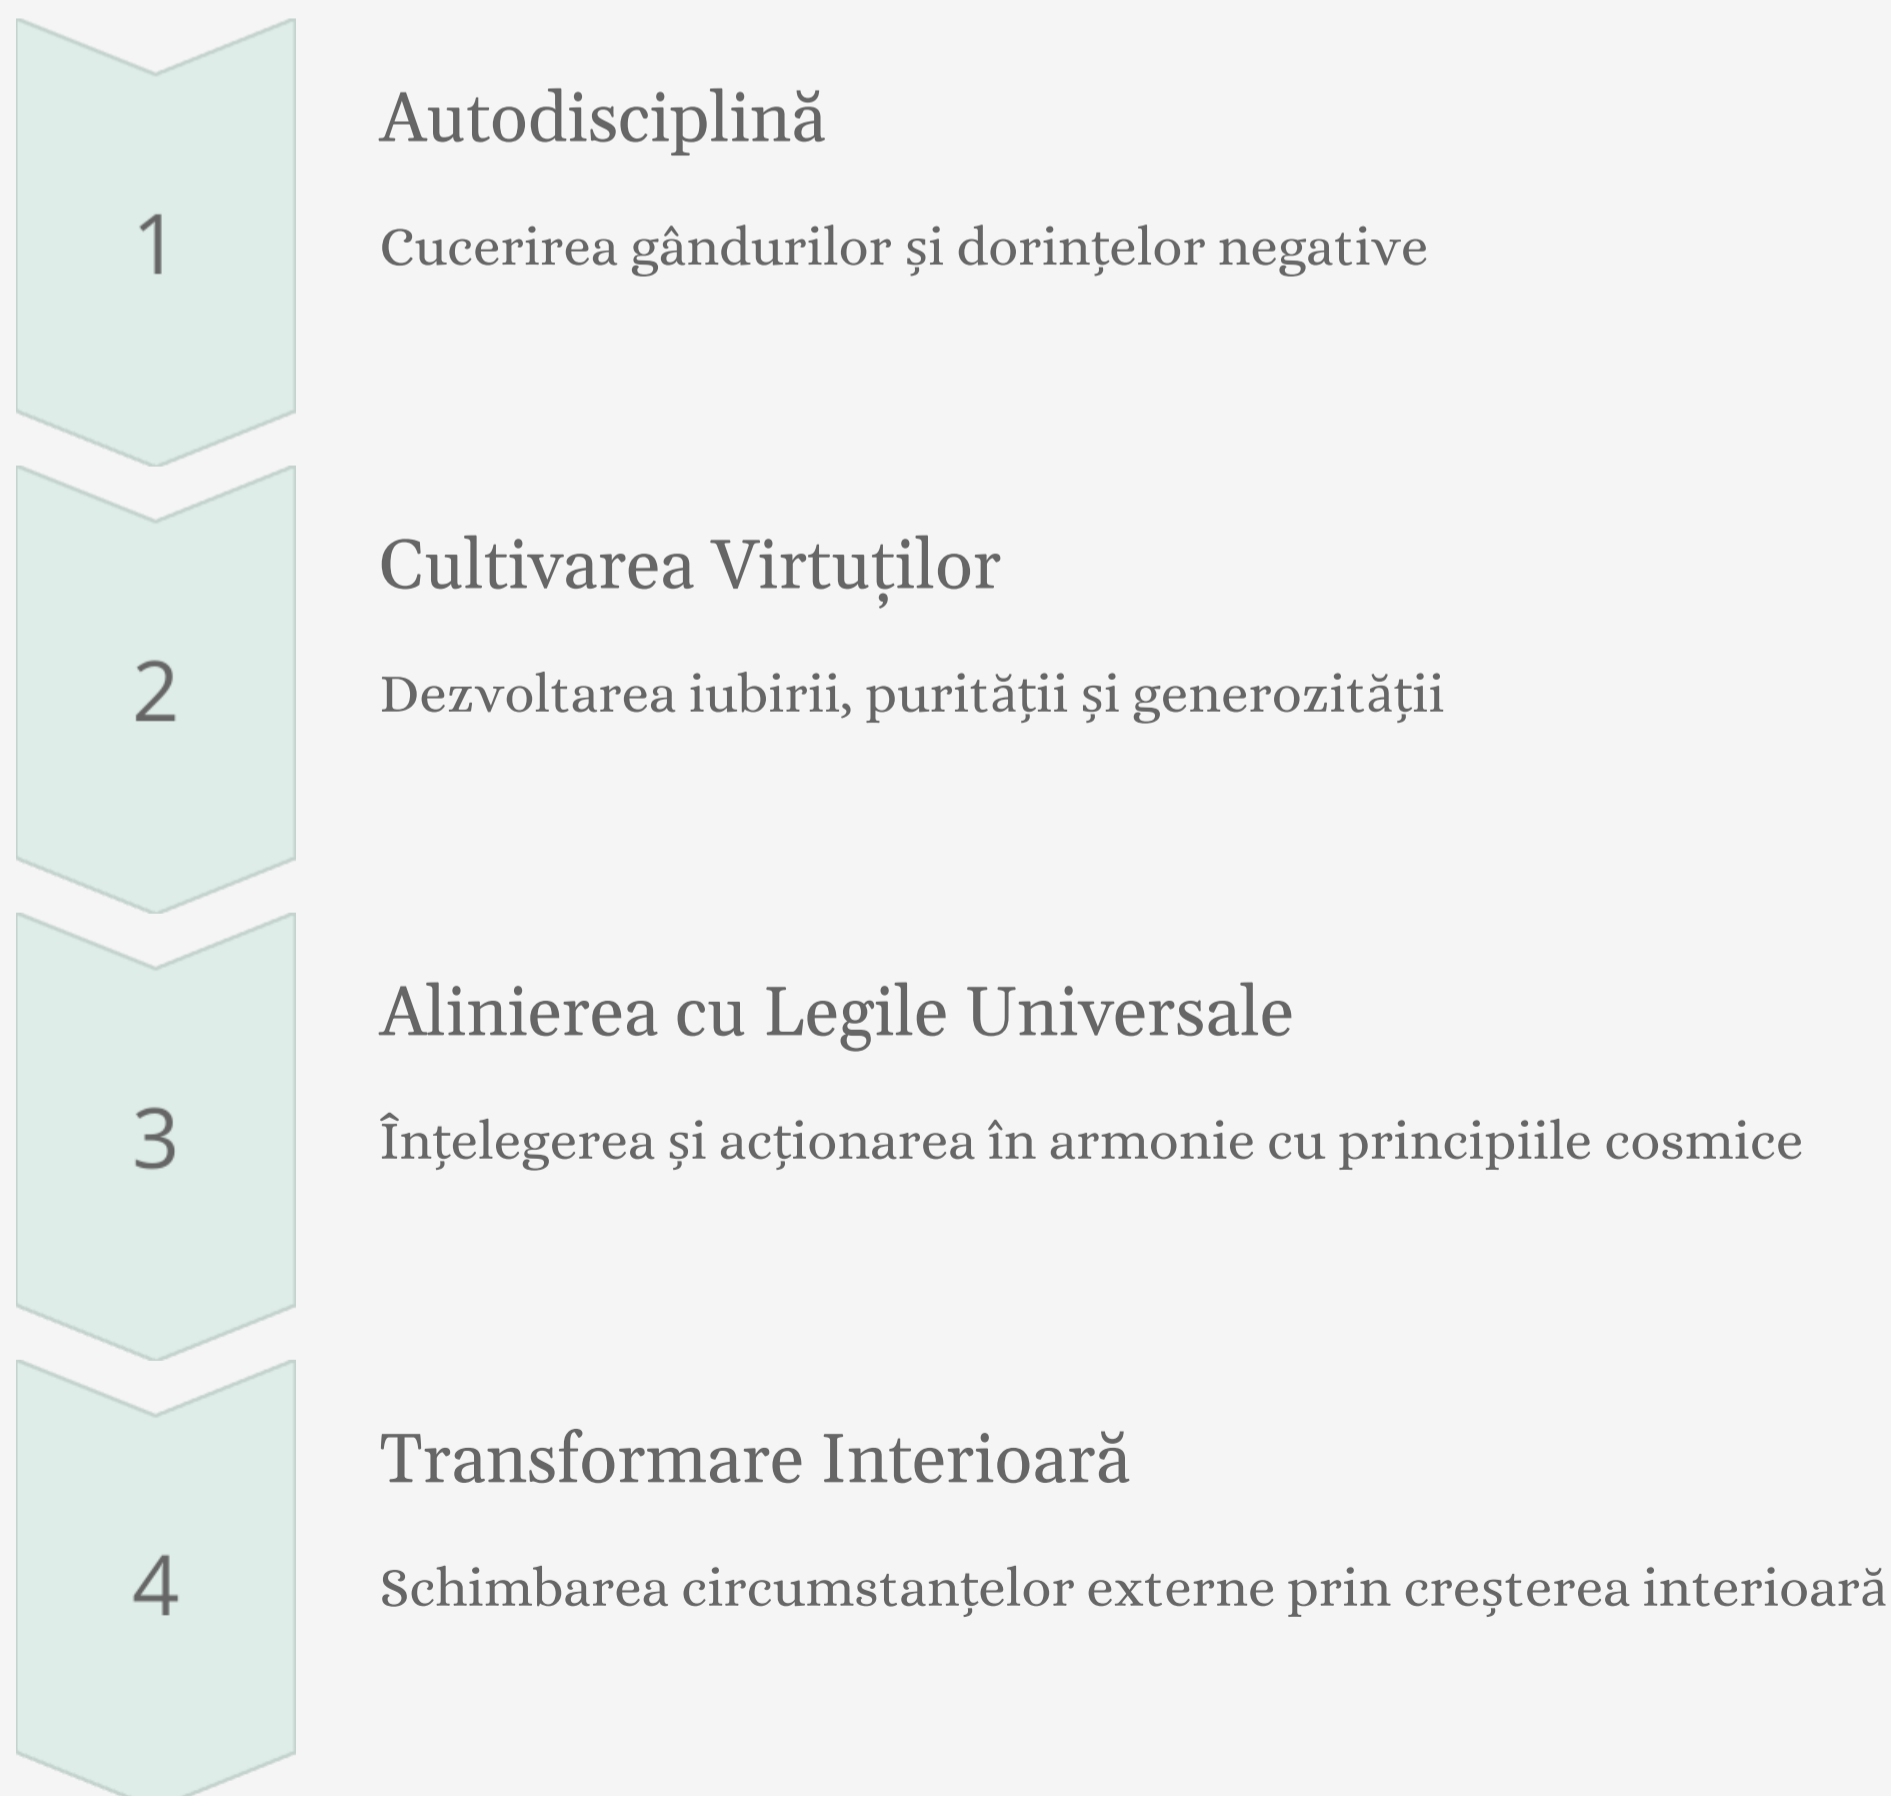 Autodisciplină
1
Cucerirea gândurilor și dorințelor negative
Cultivarea Virtuților
2
Dezvoltarea iubirii, purității și generozității
Alinierea cu Legile Universale
3
Înțelegerea și acționarea în armonie cu principiile cosmice
Transformare Interioară
4
Schimbarea circumstanțelor externe prin creșterea interioară